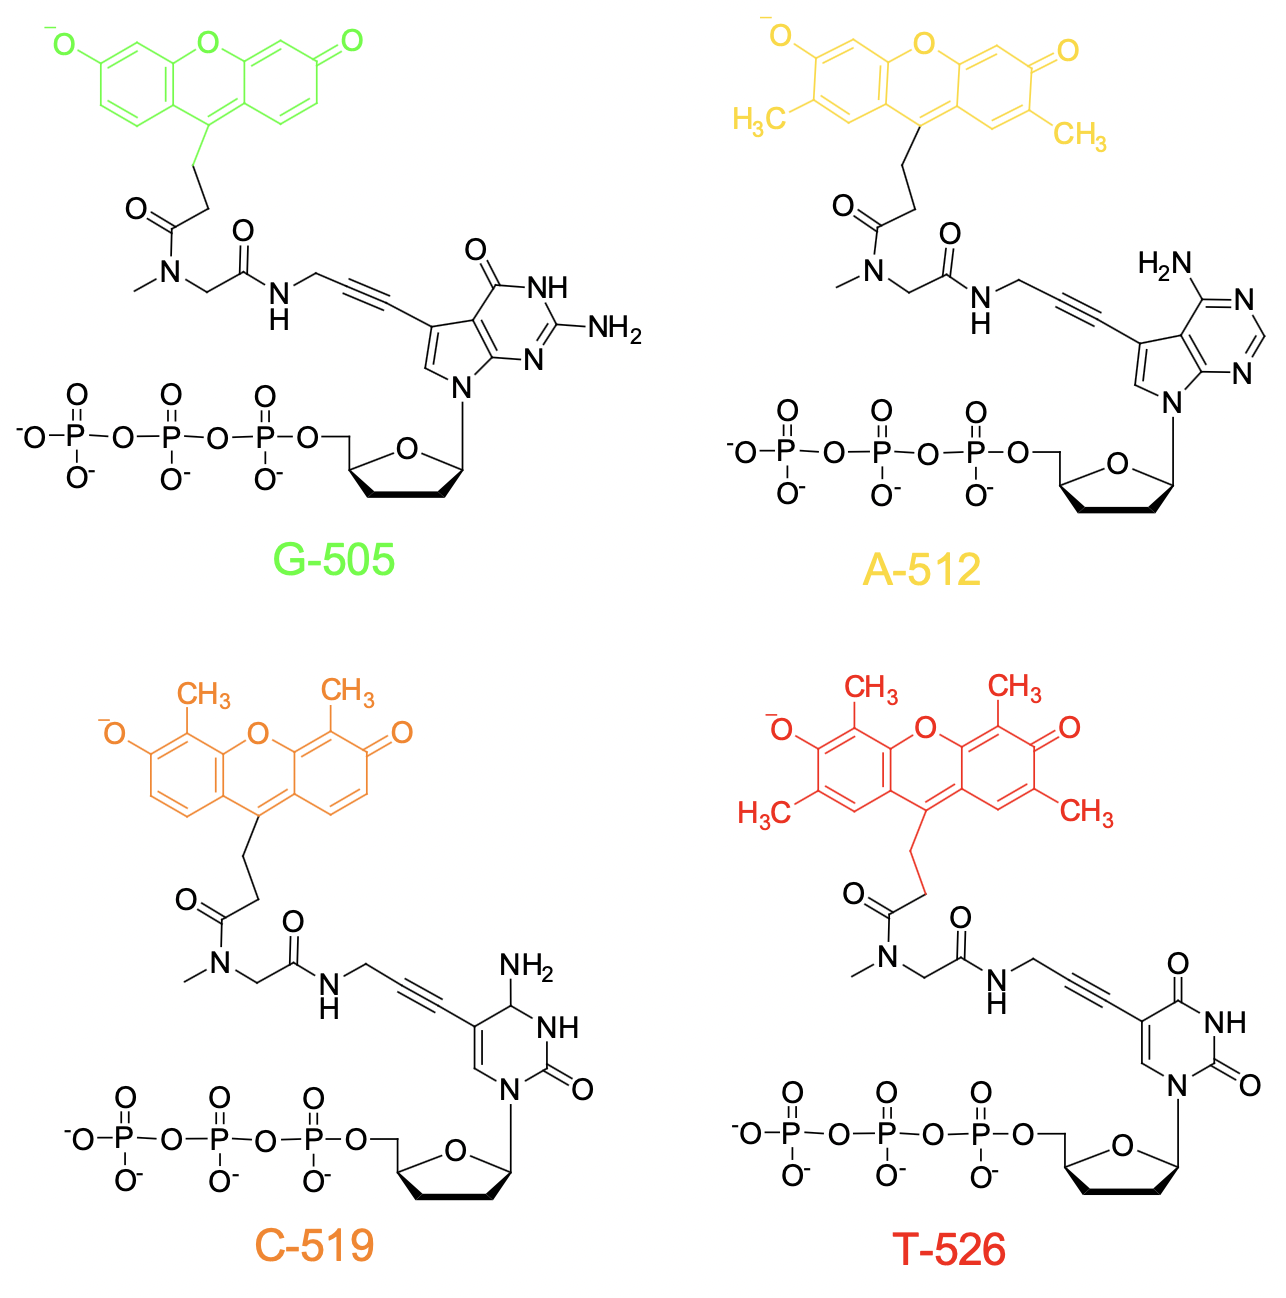 ⁻O O O
O O O
N N
H
NH NH₂
N N
O O O
⁻O P O P O P O O
O⁻ O⁻ O⁻
G-505
⁻O O O
H₃C CH₃
O O H₂N
N N
H
N N
N
O O O
⁻O P O P O P O O
O⁻ O⁻ O⁻
A-512
CH₃ CH₃
⁻O O O
O O
N N
H
NH₂
NH
N O
O O O
⁻O P O P O P O O
O⁻ O⁻ O⁻
C-519
CH₃ CH₃
⁻O O O
H₃C CH₃
O O
N N
H
O
NH
N O
O O O
⁻O P O P O P O O
O⁻ O⁻ O⁻
T-526